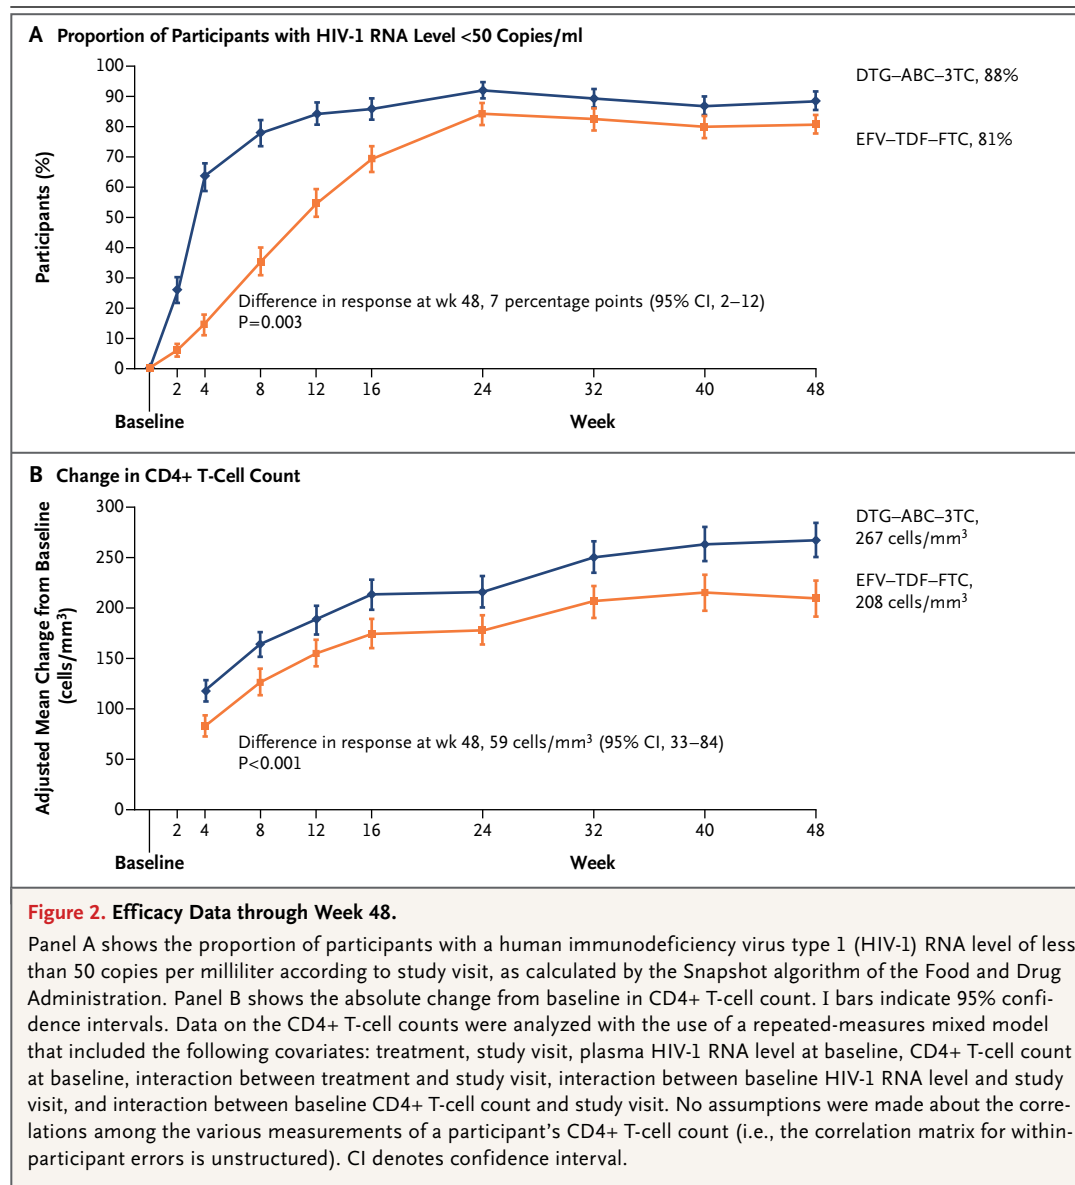 A Proportion of Participants with HIV-1 RNA Level <50 Copies/ml
100
90
80
70
60
50
40
30
20
10
0
Participants (%)
DTG–ABC–3TC, 88%
EFV–TDF–FTC, 81%
Difference in response at wk 48, 7 percentage points (95% CI, 2–12)
P=0.003
2 4 8 12 16 24 32 40 48
Baseline
Week
B Change in CD4+ T-Cell Count
300
250
200
150
100
50
0
Adjusted Mean Change from Baseline
(cells/mm³)
DTG–ABC–3TC,
267 cells/mm³
EFV–TDF–FTC,
208 cells/mm³
Difference in response at wk 48, 59 cells/mm³ (95% CI, 33–84)
P<0.001
2 4 8 12 16 24 32 40 48
Baseline
Week
Figure 2. Efficacy Data through Week 48.
Panel A shows the proportion of participants with a human immunodeficiency virus type 1 (HIV-1) RNA level of less
than 50 copies per milliliter according to study visit, as calculated by the Snapshot algorithm of the Food and Drug
Administration. Panel B shows the absolute change from baseline in CD4+ T-cell count. I bars indicate 95% confi-
dence intervals. Data on the CD4+ T-cell counts were analyzed with the use of a repeated-measures mixed model
that included the following covariates: treatment, study visit, plasma HIV-1 RNA level at baseline, CD4+ T-cell count
at baseline, interaction between treatment and study visit, interaction between baseline HIV-1 RNA level and study
visit, and interaction between baseline CD4+ T-cell count and study visit. No assumptions were made about the corre-
lations among the various measurements of a participant's CD4+ T-cell count (i.e., the correlation matrix for within-
participant errors is unstructured). CI denotes confidence interval.